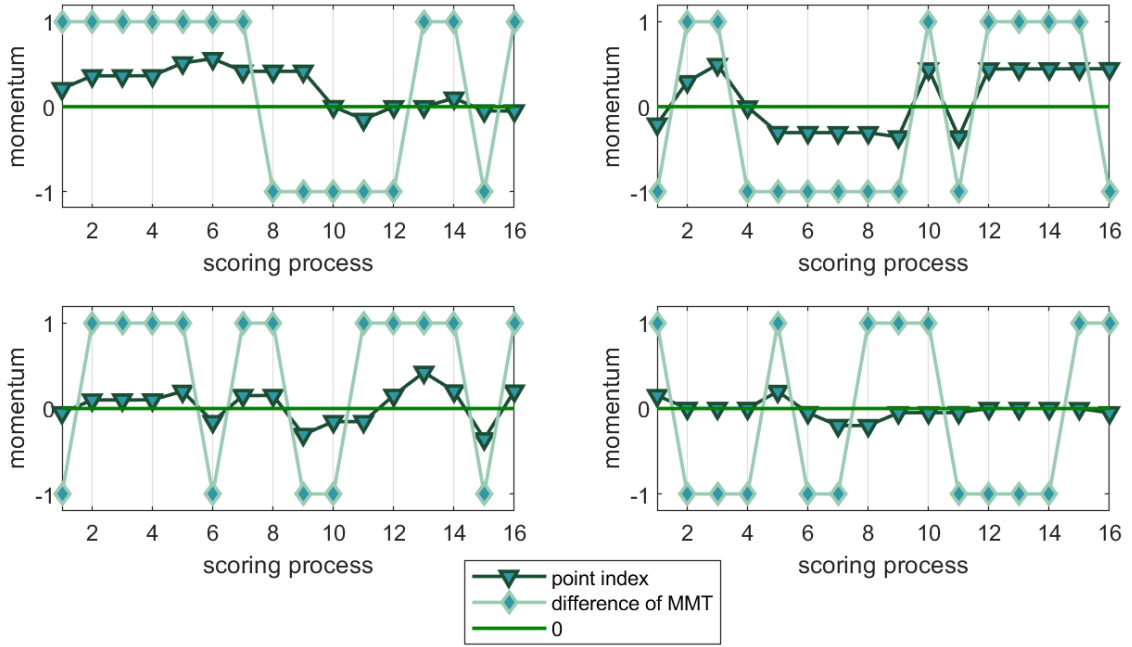 1
0
-1
momentum
2 4 6 8 10 12 14 16
scoring process
1
0
-1
momentum
2 4 6 8 10 12 14 16
scoring process
1
0
-1
momentum
2 4 6 8 10 12 14 16
scoring process
1
0
-1
momentum
2 4 6 8 10 12 14 16
scoring process
point index
difference of MMT
0